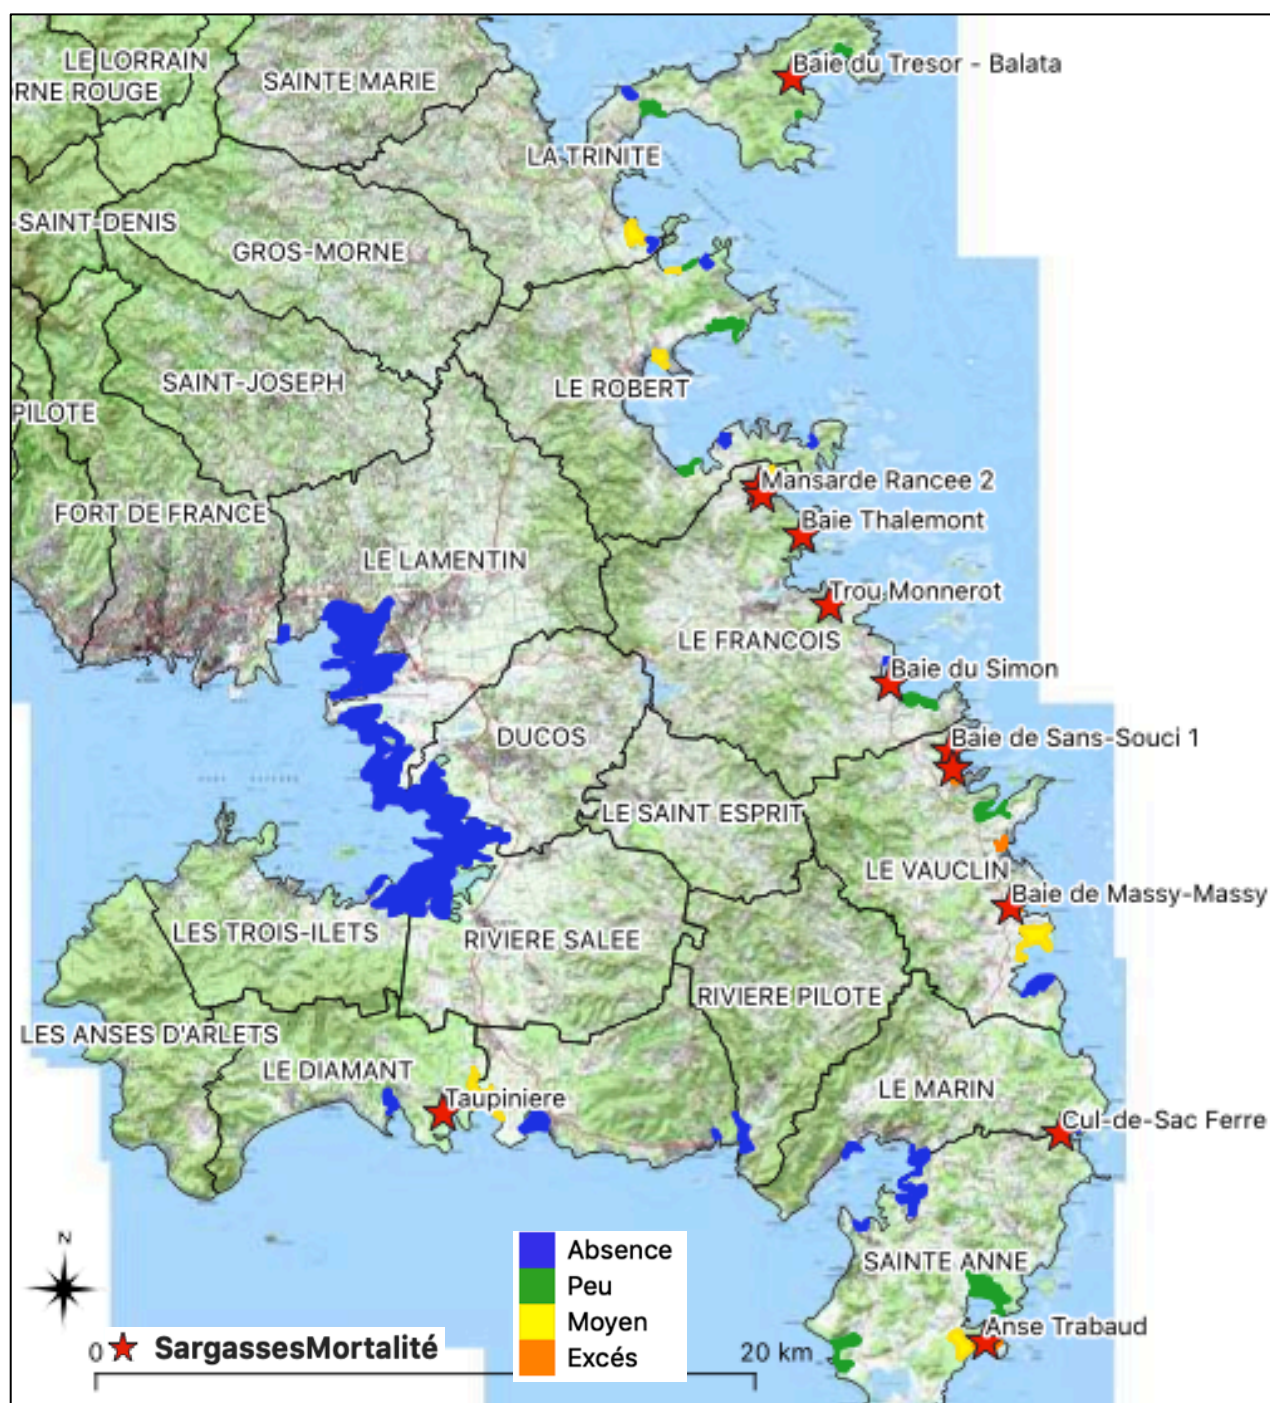 LE LORRAIN
SAINTE MARIE
Baie du Tresor - Balata
RNE ROUGE
LA TRINITE
-SAINT-DENIS
GROS-MORNE
SAINT-JOSEPH
LE ROBERT
PILOTE
Mansarde Rancee 2
FORT DE FRANCE
Baie Thalemont
LE LAMENTIN
Trou Monnerot
LE FRANCOIS
Baie du Simon
DUCOS
Baie de Sans-Souci 1
LE SAINT ESPRIT
LE VAUCLIN
Baie de Massy-Massy
LES TROIS-ILETS
RIVIERE SALEE
RIVIERE PILOTE
LES ANSES D'ARLETS
LE DIAMANT
LE MARIN
Taupiniere
Cul-de-Sac Ferre
N
SAINTE ANNE
Absence
Peu
Moyen
Excés
Anse Trabaud
SargassesMortalité
0
20 km